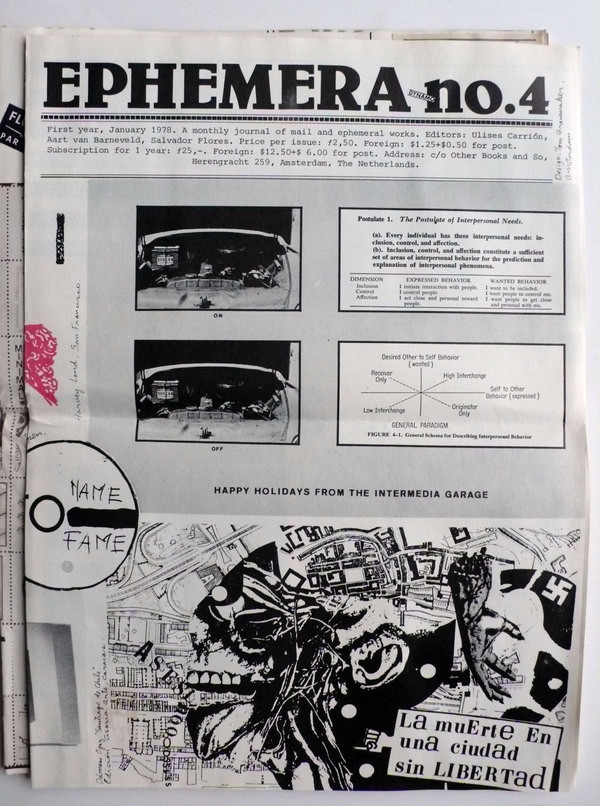 EPHEMERA no.4
First year, January 1978. A monthly journal of mail and ephemeral works. Editors: Ulises Carrión,
Aart van Barneveld, Salvador Flores. Price per issue: ƒ2,50. Foreign: $1.25+$0.50 for post.
Subscription for 1 year: ƒ25,-. Foreign: $12.50+$ 6.00 for post. Address: c/o Other Books and So,
Herengracht 259, Amsterdam, The Netherlands.
ON
Postulate 1. The Postulate of Interpersonal Needs.
(a). Every individual has three interpersonal needs: in-
clusion, control, and affection.
(b). Inclusion, control, and affection constitute a sufficient
set of areas of interpersonal behavior for the prediction and
explanation of interpersonal phenomena.
DIMENSION EXPRESSED BEHAVIOR WANTED BEHAVIOR
Inclusion I initiate interaction with people. I want to be included.
Control I control people. I want people to control me.
Affection I act close and personal toward I want people to get close
people. and personal with me.
OFF
Desired Other to Self Behavior
(wanted)
Receiver
Only
High Interchange
Self to Other
Behavior (expressed)
Low Interchange
Originator
Only
GENERAL PARADIGM
FIGURE 4-1. General Schema for Describing Interpersonal Behavior
HAPPY HOLIDAYS FROM THE INTERMEDIA GARAGE
NAME
FAME
La muErte En
una ciudad
sin LIBERTad